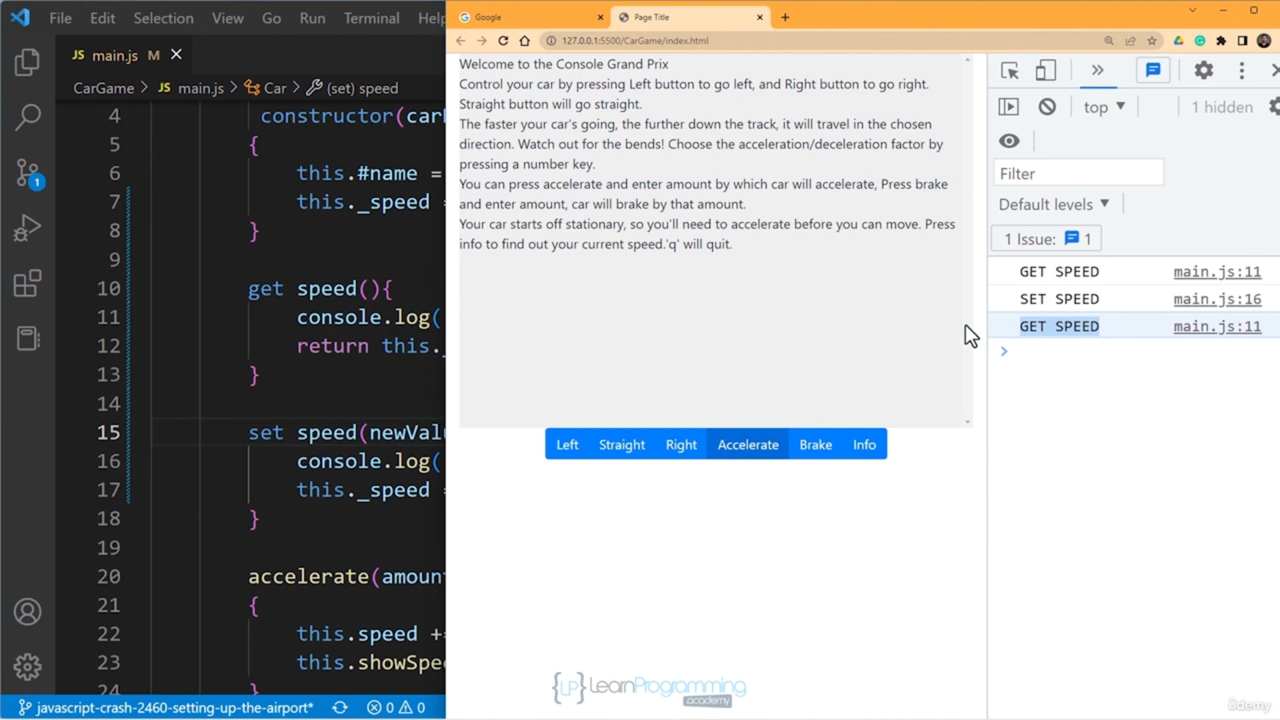 File Edit Selection View Go Run Terminal Help
JS main.js M
CarGame > JS main.js > Car > (set) speed
4 constructor(car
5 {
6 this.#name =
7 this._speed
8 }
9
10 get speed(){
11 console.log(
12 return this.
13 }
14
15 set speed(newVal
16 console.log(
17 this._speed
18 }
19
20 accelerate(amoun
21 {
22 this.speed +
23 this.showSpe
24 }
1
javascript-crash-2460-setting-up-the-airport* 0 0
Google
Page Title
127.0.0.1:5500/CarGame/index.html
Welcome to the Console Grand Prix
Control your car by pressing Left button to go left, and Right button to go right.
Straight button will go straight.
The faster your car's going, the further down the track, it will travel in the chosen
direction. Watch out for the bends! Choose the acceleration/deceleration factor by
pressing a number key.
You can press accelerate and enter amount by which car will accelerate, Press brake
and enter amount, car will brake by that amount.
Your car starts off stationary, so you'll need to accelerate before you can move. Press
info to find out your current speed.'q' will quit.
Left Straight Right Accelerate Brake Info
{LP} LearnProgramming
academy
top 1 hidden
Filter
Default levels
1 Issue: 1
GET SPEED main.js:11
SET SPEED main.js:16
GET SPEED main.js:11
>
ûdemy